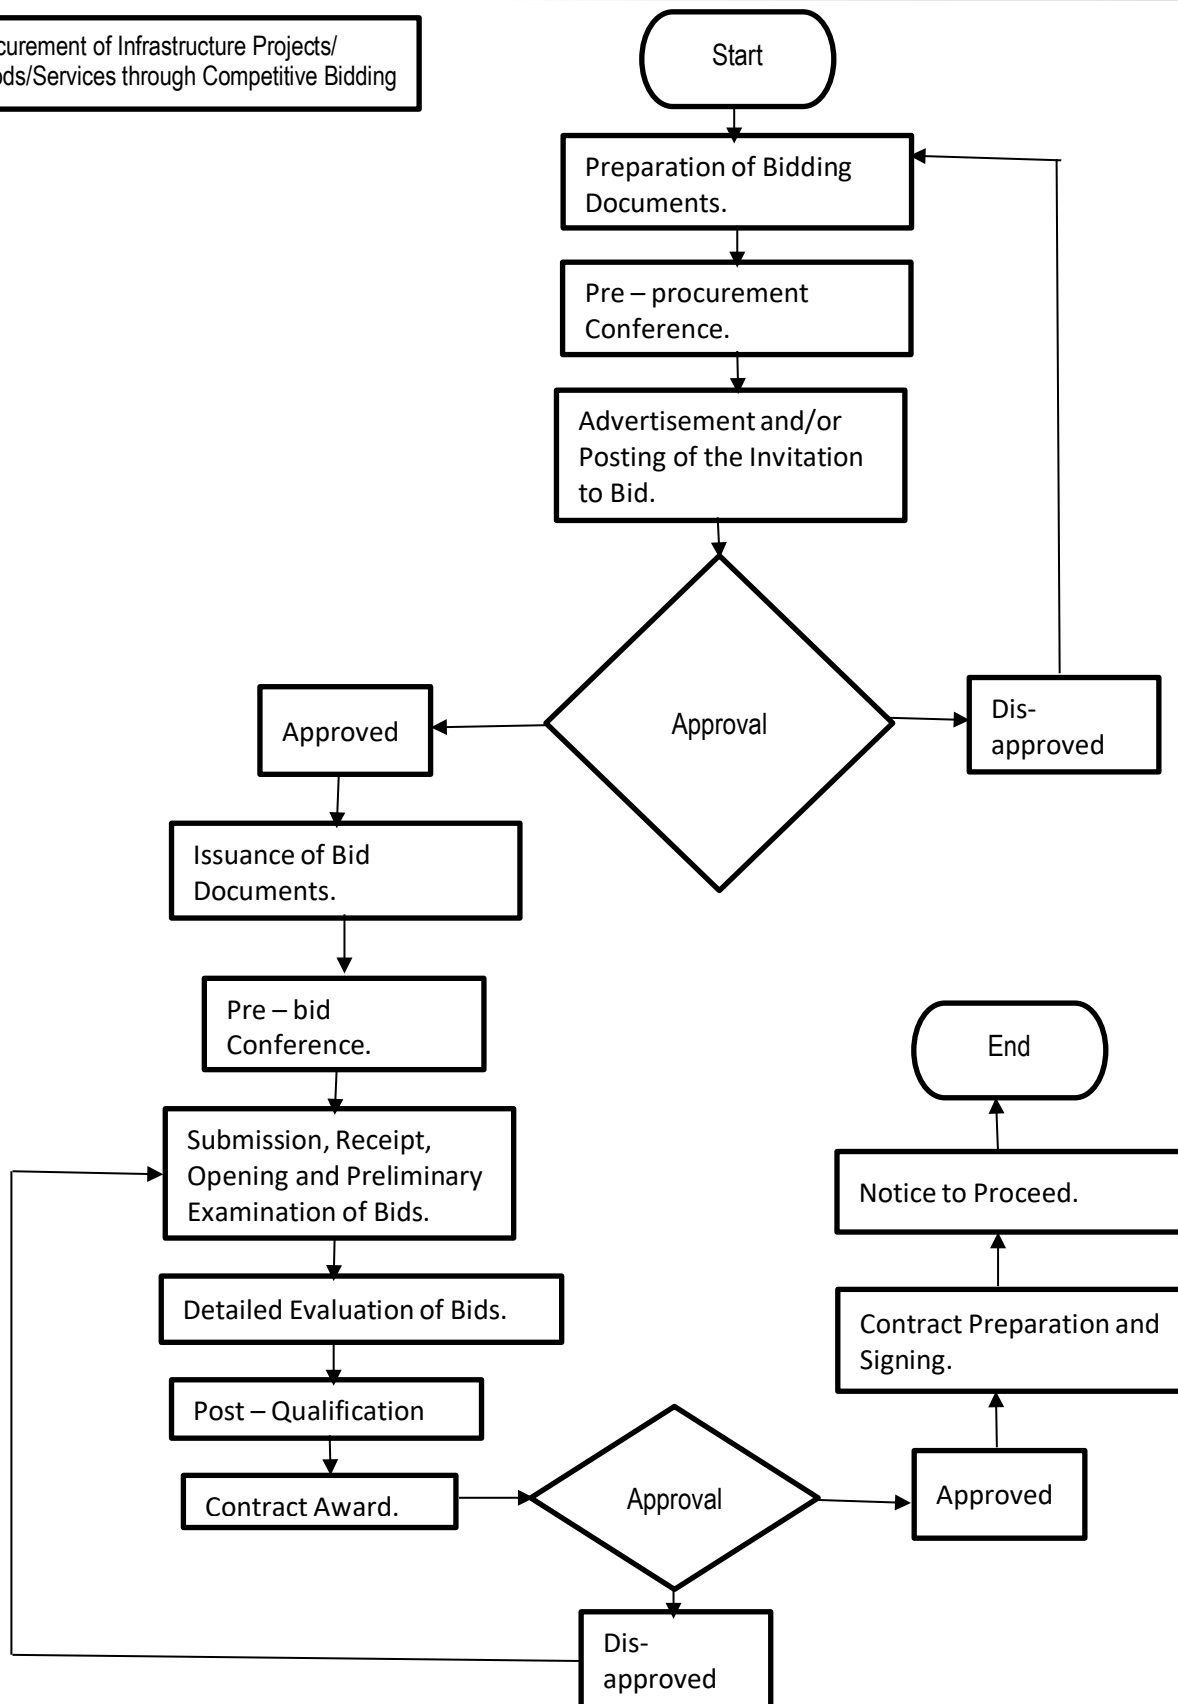 curement of Infrastructure Projects/
ods/Services through Competitive Bidding
Start
Preparation of Bidding
Documents.
Pre – procurement
Conference.
Advertisement and/or
Posting of the Invitation
to Bid.
Approval
Approved
Dis-
approved
Issuance of Bid
Documents.
Pre – bid
Conference.
Submission, Receipt,
Opening and Preliminary
Examination of Bids.
Detailed Evaluation of Bids.
Post – Qualification
Contract Award.
Approval
Dis-
approved
Approved
Contract Preparation and
Signing.
Notice to Proceed.
End